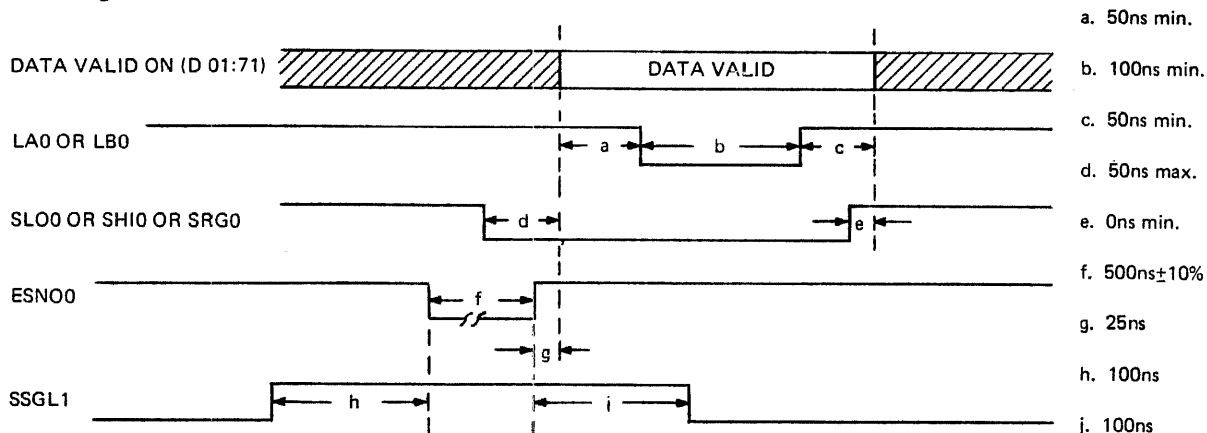 a. 50ns min.
DATA VALID ON (D 01:71)
DATA VALID
b. 100ns min.
LA0 OR LB0
a
b
c
c. 50ns min.
d. 50ns max.
SLO0 OR SHI0 OR SRG0
d
e
e. 0ns min.
ESNO0
f
f. 500ns±10%
g
g. 25ns
SSGL1
h
j
h. 100ns
j. 100ns